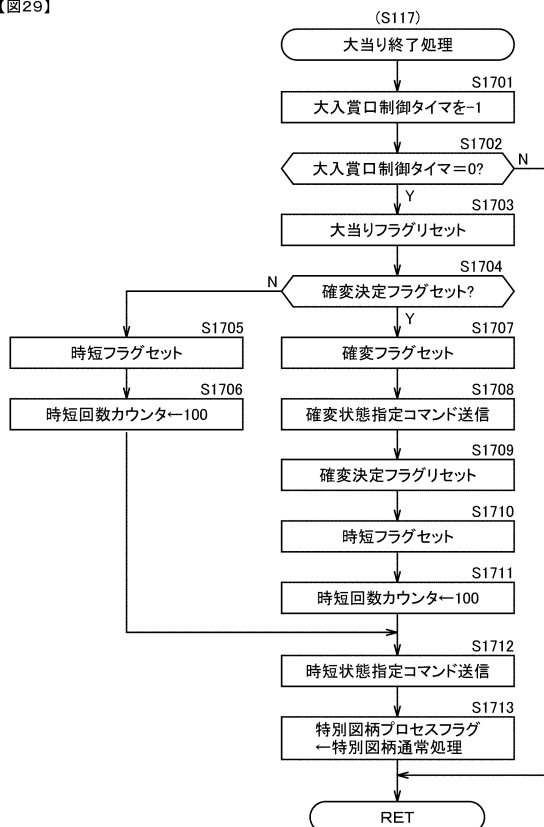 【図29】
(S117)
大当り終了処理
S1701
大入賞口制御タイマを-1
S1702
大入賞口制御タイマ=0?
N
Y
S1703
大当りフラグリセット
S1704
確変決定フラグセット?
N
Y
S1705
時短フラグセット
S1706
時短回数カウンタ←100
S1707
確変フラグセット
S1708
確変状態指定コマンド送信
S1709
確変決定フラグリセット
S1710
時短フラグセット
S1711
時短回数カウンタ←100
S1712
時短状態指定コマンド送信
S1713
特別図柄プロセスフラグ
←特別図柄通常処理
RET